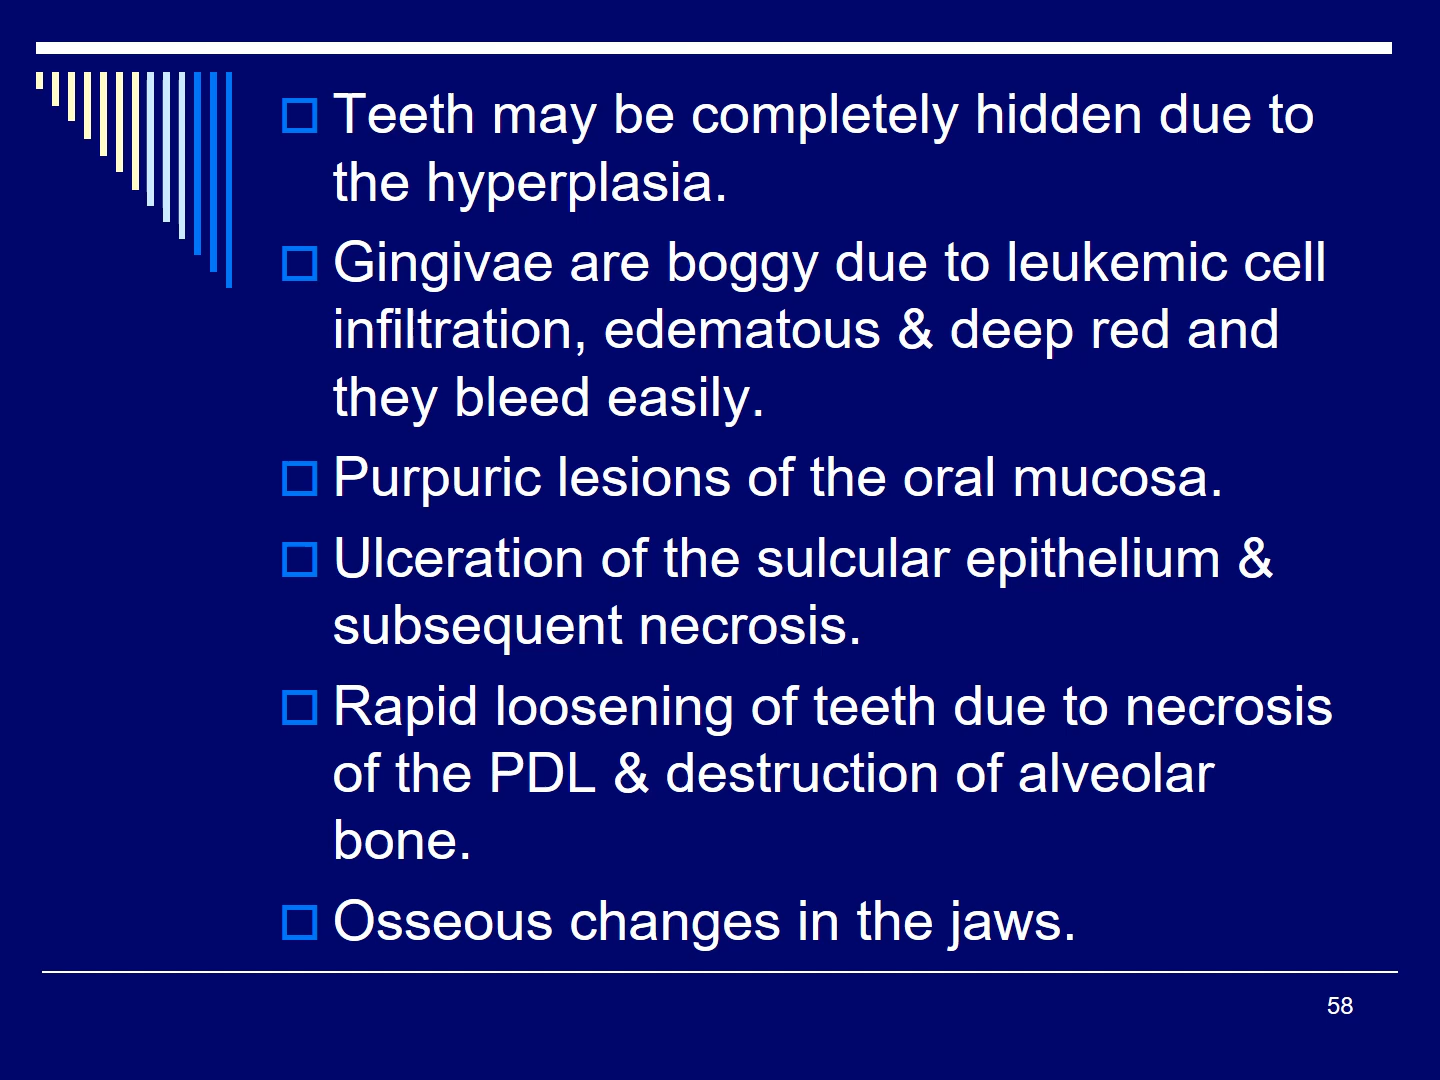 Teeth may be completely hidden due to
the hyperplasia.
Gingivae are boggy due to leukemic cell
infiltration, edematous & deep red and
they bleed easily.
Purpuric lesions of the oral mucosa.
Ulceration of the sulcular epithelium &
subsequent necrosis.
Rapid loosening of teeth due to necrosis
of the PDL & destruction of alveolar
bone.
Osseous changes in the jaws.
58